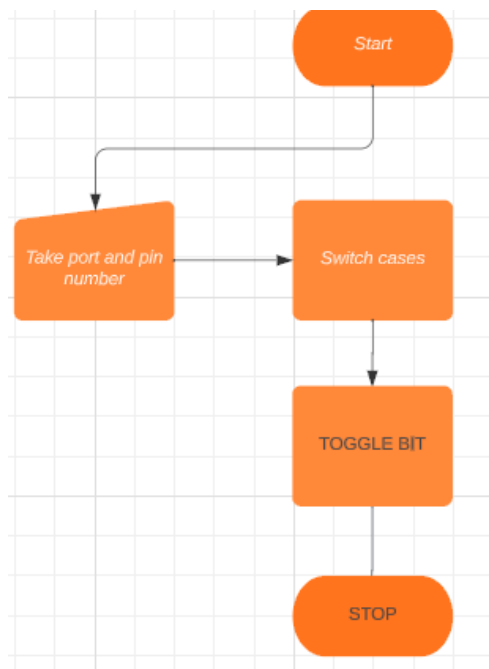 Start
Take port and pin
number
Switch cases
TOGGLE BIT
STOP